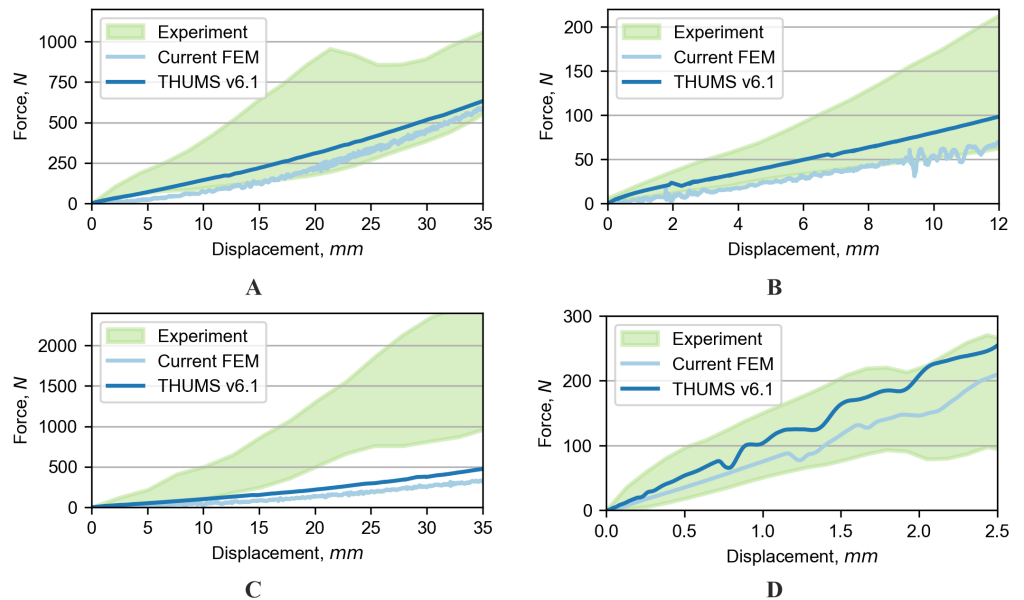 Experiment
Current FEM
THUMS v6.1
Force, N
1000
750
500
250
0
0 5 10 15 20 25 30 35
Displacement, mm
A
Experiment
Current FEM
THUMS v6.1
Force, N
200
150
100
50
0
0 2 4 6 8 10 12
Displacement, mm
B
Experiment
Current FEM
THUMS v6.1
Force, N
2000
1500
1000
500
0
0 5 10 15 20 25 30 35
Displacement, mm
C
Experiment
Current FEM
THUMS v6.1
Force, N
300
200
100
0
0.0 0.5 1.0 1.5 2.0 2.5
Displacement, mm
D